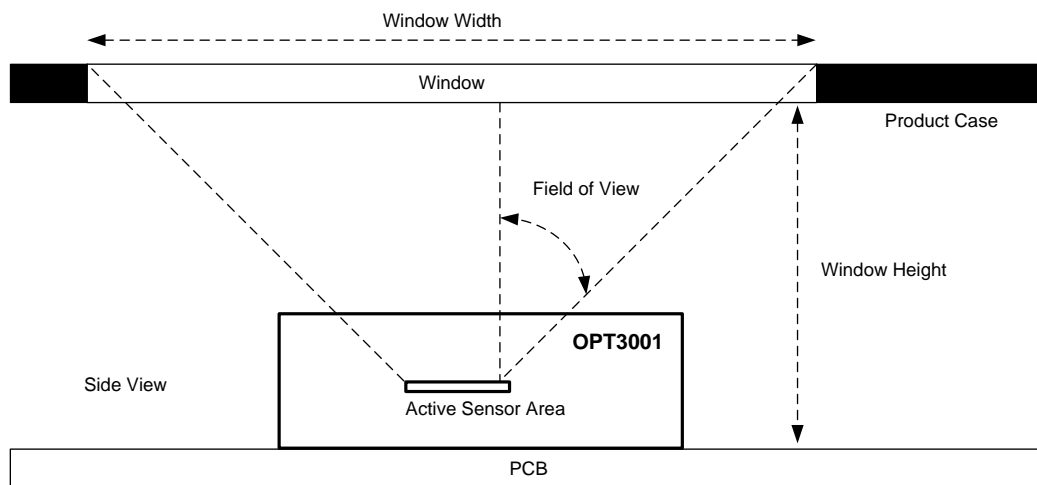 Window Width
Window
Product Case
Field of View
Window Height
OPT3001
Side View
Active Sensor Area
PCB